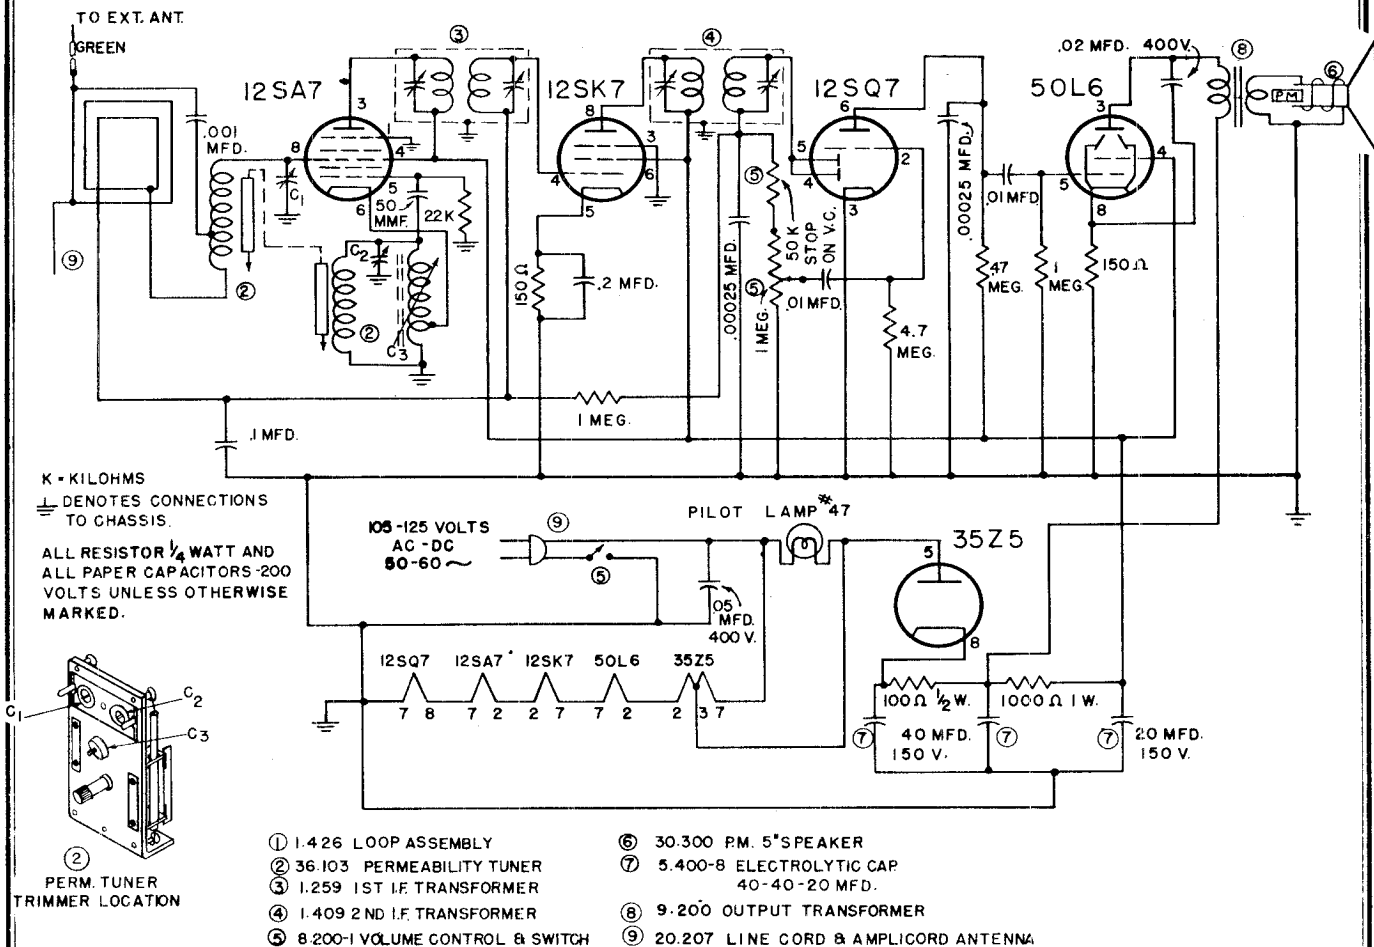 TO EXT. ANT.
GREEN
.001
MFD.
12SA7
3
8
4
5
6
C1
50
MMF.
22K
C2
C3
②
②
⑨
③
12SK7
8
3
6
4
5
150Ω
.2 MFD.
④
12SQ7
6
5
4
2
3
⑤
50K
STOP
ON V.C.
⑤
1 MEG.
.01 MFD.
.00025 MFD.
4.7
MEG.
.00025 MFD.
.01 MFD
.47
MEG.
1
MEG.
150Ω
50L6
3
4
5
8
.02 MFD. 400V.
⑧
⑥
P.M.
1 MEG.
.1 MFD.
K = KILOHMS
DENOTES CONNECTIONS
TO CHASSIS.
ALL RESISTOR 1/4 WATT AND
ALL PAPER CAPACITORS-200
VOLTS UNLESS OTHERWISE
MARKED.
105-125 VOLTS
AC-DC
50-60~
⑨
⑤
PILOT LAMP #47
.05
MFD.
400 V.
35Z5
5
8
12SQ7 12SA7 12SK7 50L6 35Z5
7 8 7 2 2 7 7 2 2 3 7
100Ω 1/2 W. 1000Ω 1 W.
⑦ 40 MFD.
150 V.
⑦
⑦ 20 MFD.
150 V.
C1
C2
C3
②
PERM. TUNER
TRIMMER LOCATION
① 1.426 LOOP ASSEMBLY
② 36.103 PERMEABILITY TUNER
③ 1.259 1ST I.F. TRANSFORMER
④ 1.409 2ND I.F. TRANSFORMER
⑤ 8.200-1 VOLUME CONTROL & SWITCH
⑥ 30.300 P.M. 5" SPEAKER
⑦ 5.400-8 ELECTROLYTIC CAP.
40-40-20 MFD.
⑧ 9.200 OUTPUT TRANSFORMER
⑨ 20.207 LINE CORD & AMPLICORD ANTENNA